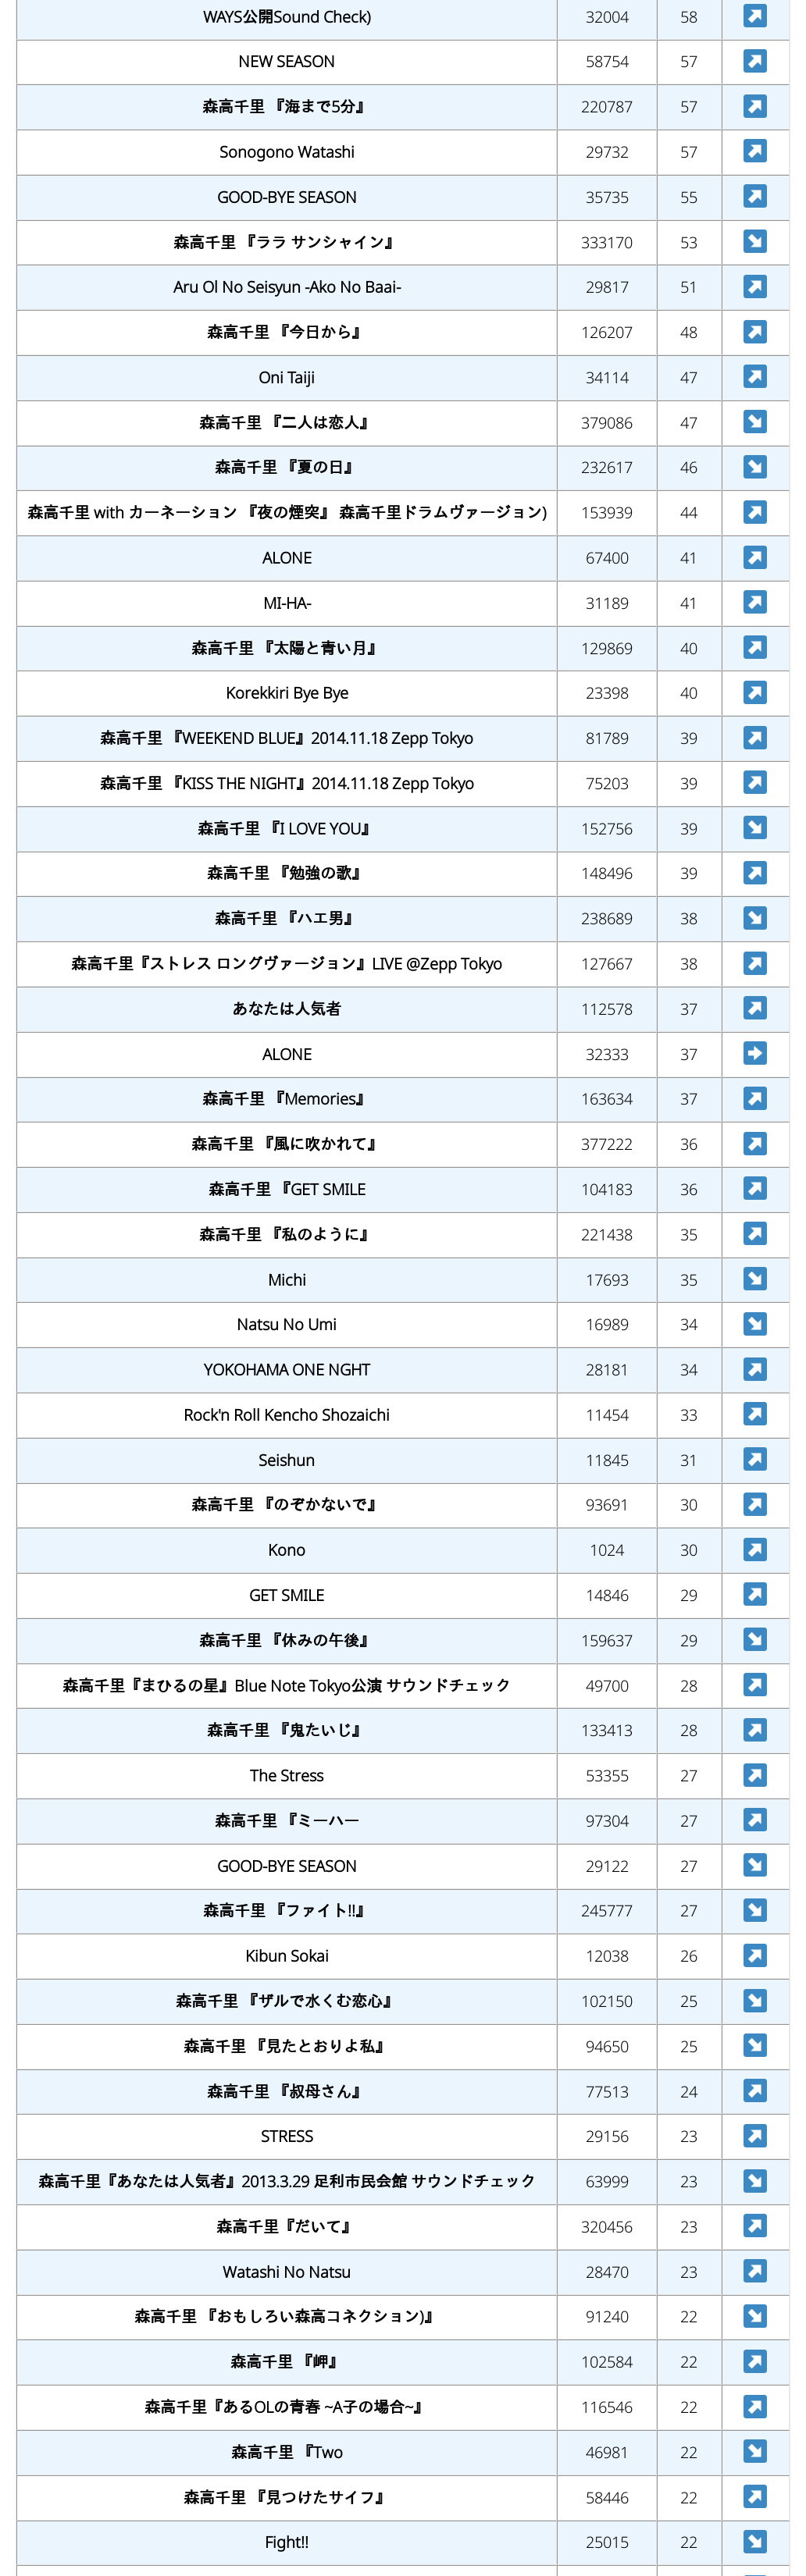 WAYS公開Sound Check) 32004 58
NEW SEASON 58754 57
森高千里 『海まで5分』 220787 57
Sonogono Watashi 29732 57
GOOD-BYE SEASON 35735 55
森高千里 『ララ サンシャイン』 333170 53
Aru Ol No Seisyun -Ako No Baai- 29817 51
森高千里 『今日から』 126207 48
Oni Taiji 34114 47
森高千里 『二人は恋人』 379086 47
森高千里 『夏の日』 232617 46
森高千里 with カーネーション 『夜の煙突』 森高千里ドラムヴァージョン) 153939 44
ALONE 67400 41
MI-HA- 31189 41
森高千里 『太陽と青い月』 129869 40
Korekkiri Bye Bye 23398 40
森高千里 『WEEKEND BLUE』2014.11.18 Zepp Tokyo 81789 39
森高千里 『KISS THE NIGHT』2014.11.18 Zepp Tokyo 75203 39
森高千里 『I LOVE YOU』 152756 39
森高千里 『勉強の歌』 148496 39
森高千里 『ハエ男』 238689 38
森高千里『ストレス ロングヴァージョン』LIVE @Zepp Tokyo 127667 38
あなたは人気者 112578 37
ALONE 32333 37
森高千里 『Memories』 163634 37
森高千里 『風に吹かれて』 377222 36
森高千里 『GET SMILE 104183 36
森高千里 『私のように』 221438 35
Michi 17693 35
Natsu No Umi 16989 34
YOKOHAMA ONE NGHT 28181 34
Rock'n Roll Kencho Shozaichi 11454 33
Seishun 11845 31
森高千里 『のぞかないで』 93691 30
Kono 1024 30
GET SMILE 14846 29
森高千里 『休みの午後』 159637 29
森高千里『まひるの星』Blue Note Tokyo公演 サウンドチェック 49700 28
森高千里 『鬼たいじ』 133413 28
The Stress 53355 27
森高千里 『ミーハー 97304 27
GOOD-BYE SEASON 29122 27
森高千里 『ファイト!!』 245777 27
Kibun Sokai 12038 26
森高千里 『ザルで水くむ恋心』 102150 25
森高千里 『見たとおりよ私』 94650 25
森高千里 『叔母さん』 77513 24
STRESS 29156 23
森高千里『あなたは人気者』2013.3.29 足利市民会館 サウンドチェック 63999 23
森高千里『だいて』 320456 23
Watashi No Natsu 28470 23
森高千里 『おもしろい森高コネクション)』 91240 22
森高千里 『岬』 102584 22
森高千里『あるOLの青春 ~A子の場合~』 116546 22
森高千里 『Two 46981 22
森高千里 『見つけたサイフ』 58446 22
Fight!! 25015 22